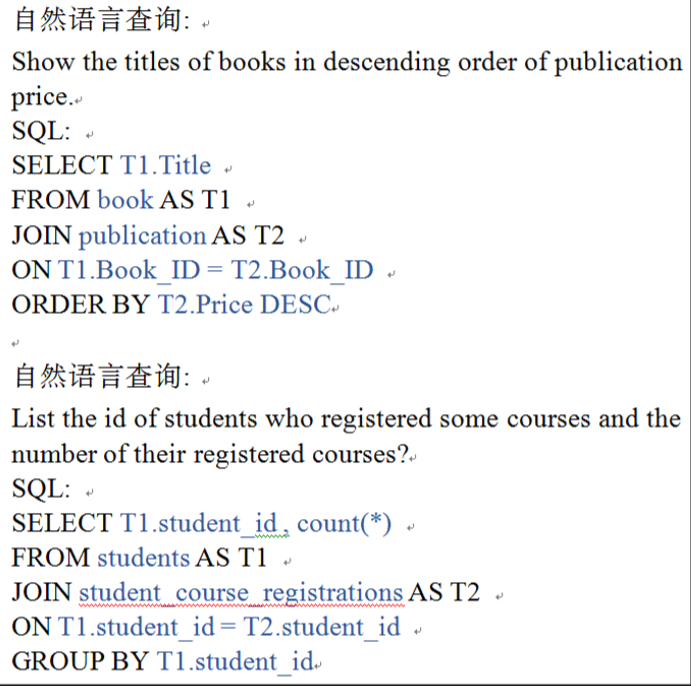 自然语言查询:
Show the titles of books in descending order of publication
price.
SQL:
SELECT T1.Title
FROM book AS T1
JOIN publication AS T2
ON T1.Book_ID = T2.Book_ID
ORDER BY T2.Price DESC
自然语言查询:
List the id of students who registered some courses and the
number of their registered courses?
SQL:
SELECT T1.student_id , count(*)
FROM students AS T1
JOIN student_course_registrations AS T2
ON T1.student_id = T2.student_id
GROUP BY T1.student_id